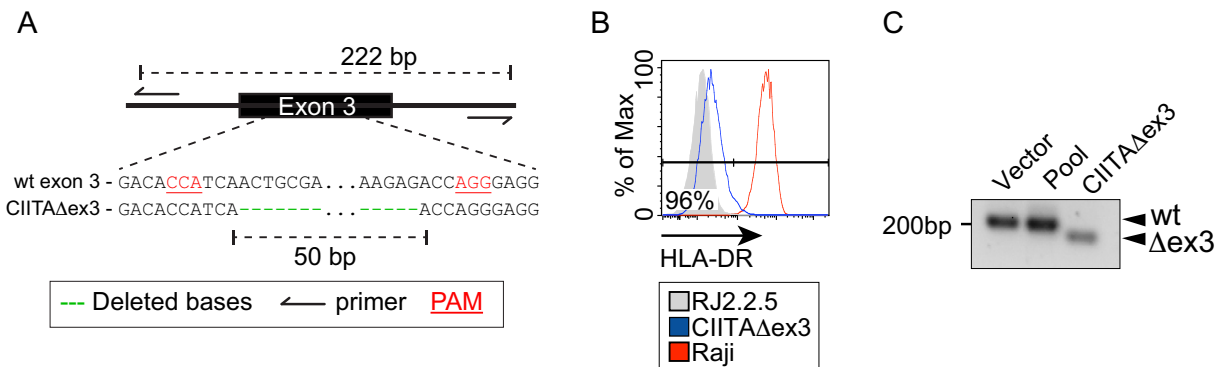 A
222 bp
Exon 3
wt exon 3 - GACACCATCAACTGCGA...AAGAGACCAGGGAGG
CIITAΔex3 - GACACCATCA--------...-----ACCAGGGAGG
50 bp
--- Deleted bases primer PAM
B
% of Max
100
0
96%
HLA-DR
RJ2.2.5
CIITAΔex3
Raji
C
Vector
Pool
CIITAΔex3
200bp
wt
Δex3